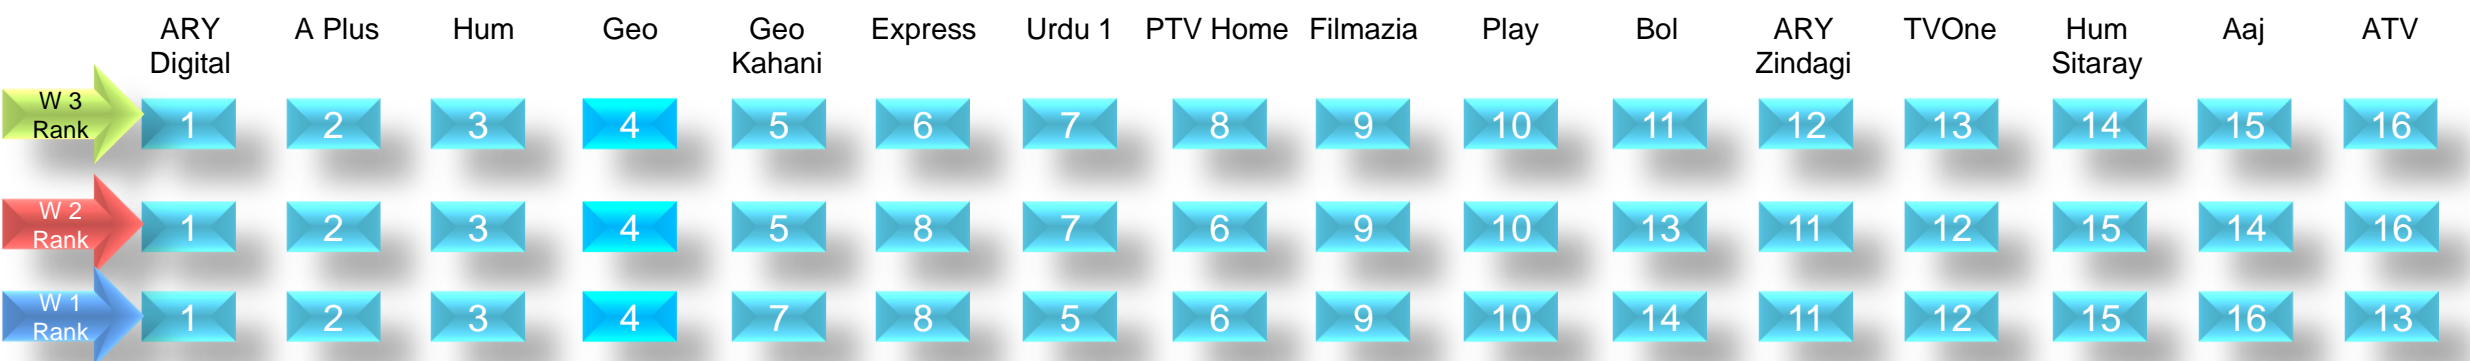 ARY Digital A Plus Hum Geo Geo Kahani Express Urdu 1 PTV Home Filmazia Play Bol ARY Zindagi TVOne Hum Sitaray Aaj ATV
W 3 Rank 1 2 3 4 5 6 7 8 9 10 11 12 13 14 15 16
W 2 Rank 1 2 3 4 5 8 7 6 9 10 13 11 12 15 14 16
W 1 Rank 1 2 3 4 7 8 5 6 9 10 14 11 12 15 16 13